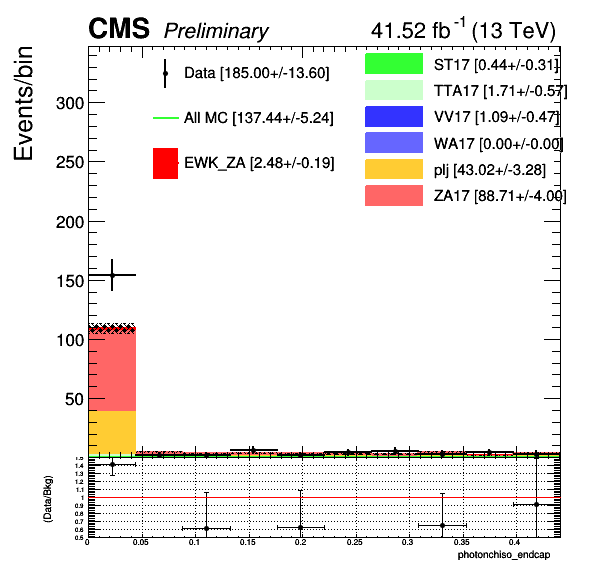 CMS Preliminary 41.52 fb⁻¹ (13 TeV)
Events/bin
Data [185.00+/-13.60]
All MC [137.44+/-5.24]
EWK_ZA [2.48+/-0.19]
ST17 [0.44+/-0.31]
TTA17 [1.71+/-0.57]
VV17 [1.09+/-0.47]
WA17 [0.00+/-0.00]
plj [43.02+/-3.28]
ZA17 [88.71+/-4.00]
300
250
200
150
100
50
(Data/Bkg)
1.5
1.4
1.3
1.2
1.1
1
0.9
0.8
0.7
0.6
0.5
0 0.05 0.1 0.15 0.2 0.25 0.3 0.35 0.4
photonchiso_endcap